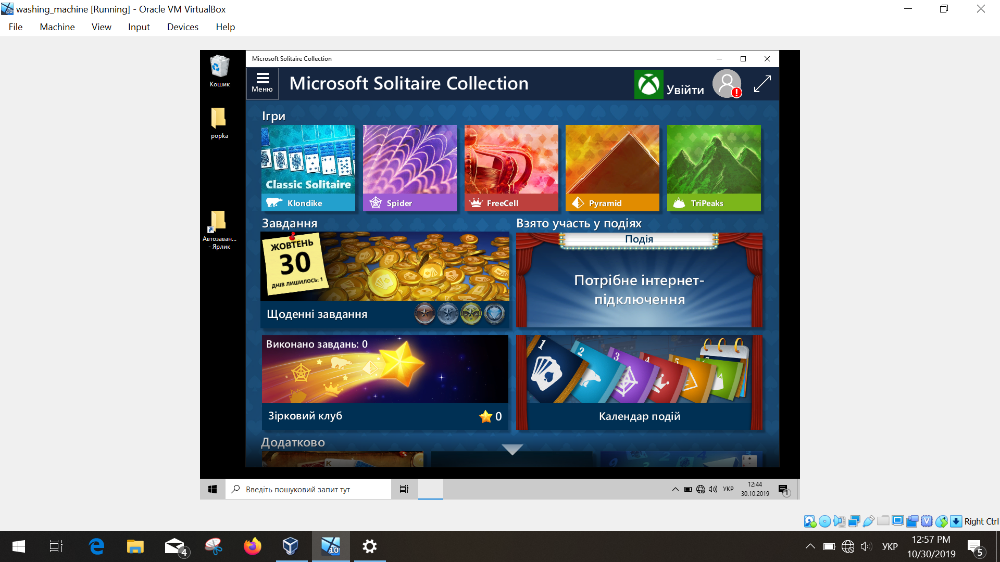 washing_machine [Running] - Oracle VM VirtualBox
File Machine View Input Devices Help
Microsoft Solitaire Collection
Меню
Microsoft Solitaire Collection
Увійти
Кошик
popka
Автозаван...
- Ярлик
Ігри
Classic Solitaire
Klondike
Spider
FreeCell
Pyramid
TriPeaks
Завдання
ЖОВТЕНЬ
30
ДНІВ ЛИШИЛОСЬ: 1
Щоденні завдання
Взято участь у подіях
Подія
Потрібне інтернет-
підключення
Виконано завдань: 0
Зірковий клуб
0
1
2
3
4
5
Календар подій
Додатково
Введіть пошуковий запит тут
УКР
12:44
30.10.2019
1
Right Ctrl
10
4
УКР
12:57 PM
10/30/2019
5